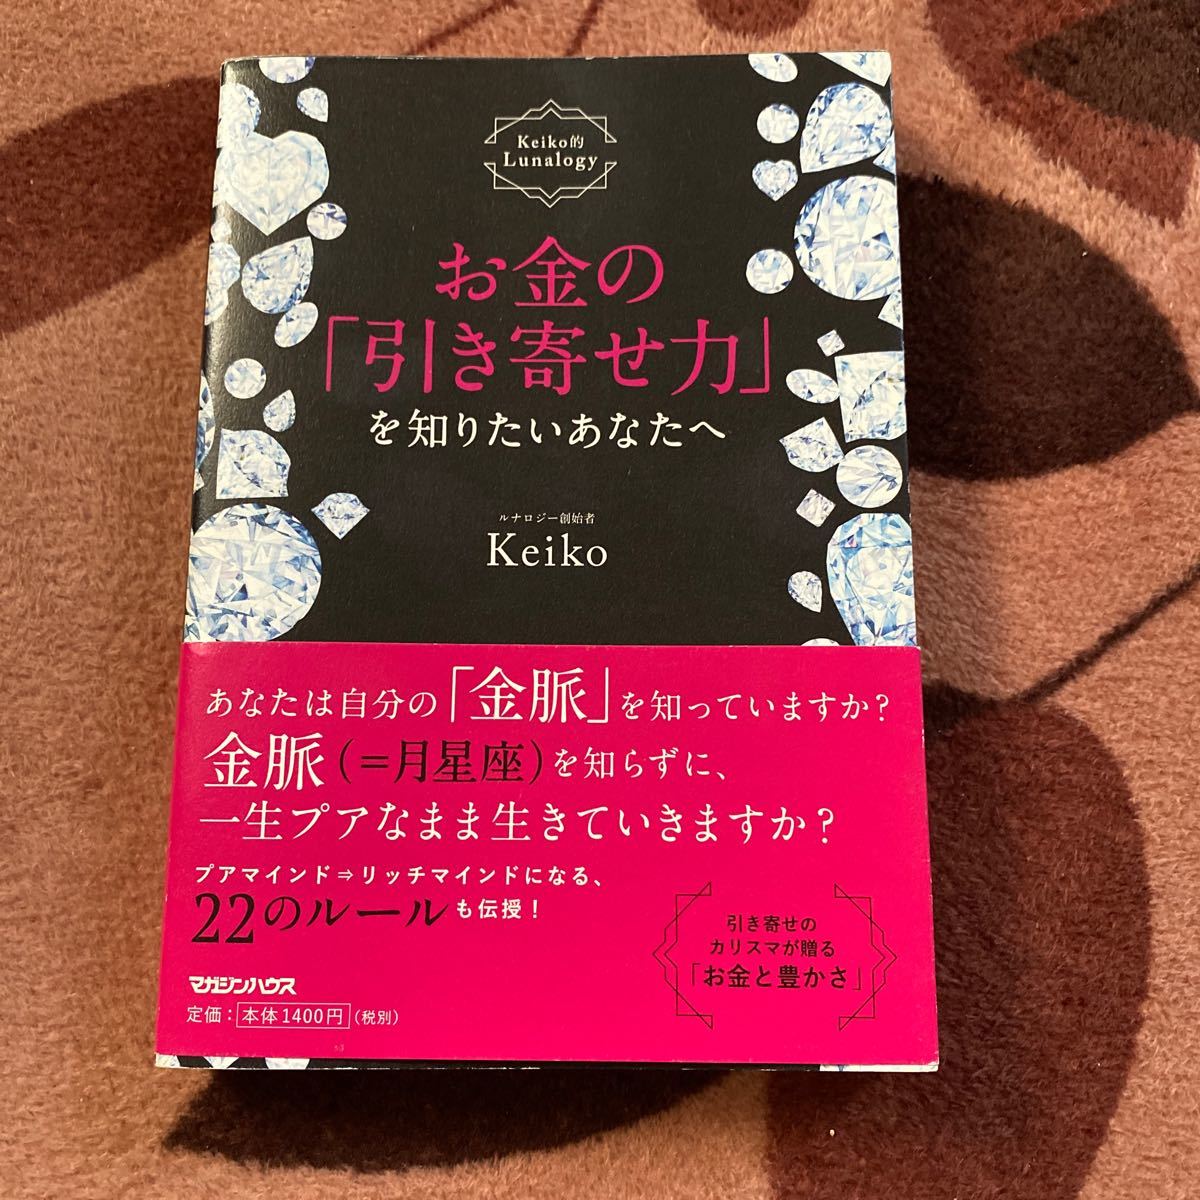 Keiko的
Lunalogy
お金の
「引き寄せ力」
を知りたいあなたへ
ルナロジー創始者
Keiko
あなたは自分の「金脈」を知っていますか?
金脈(=月星座)を知らずに、
一生プアなまま生きていきますか?
プアマインド⇒リッチマインドになる、
22のルールも伝授!
引き寄せの
カリスマが贈る
「お金と豊かさ」
マガジンハウス
定価:本体1400円(税別)